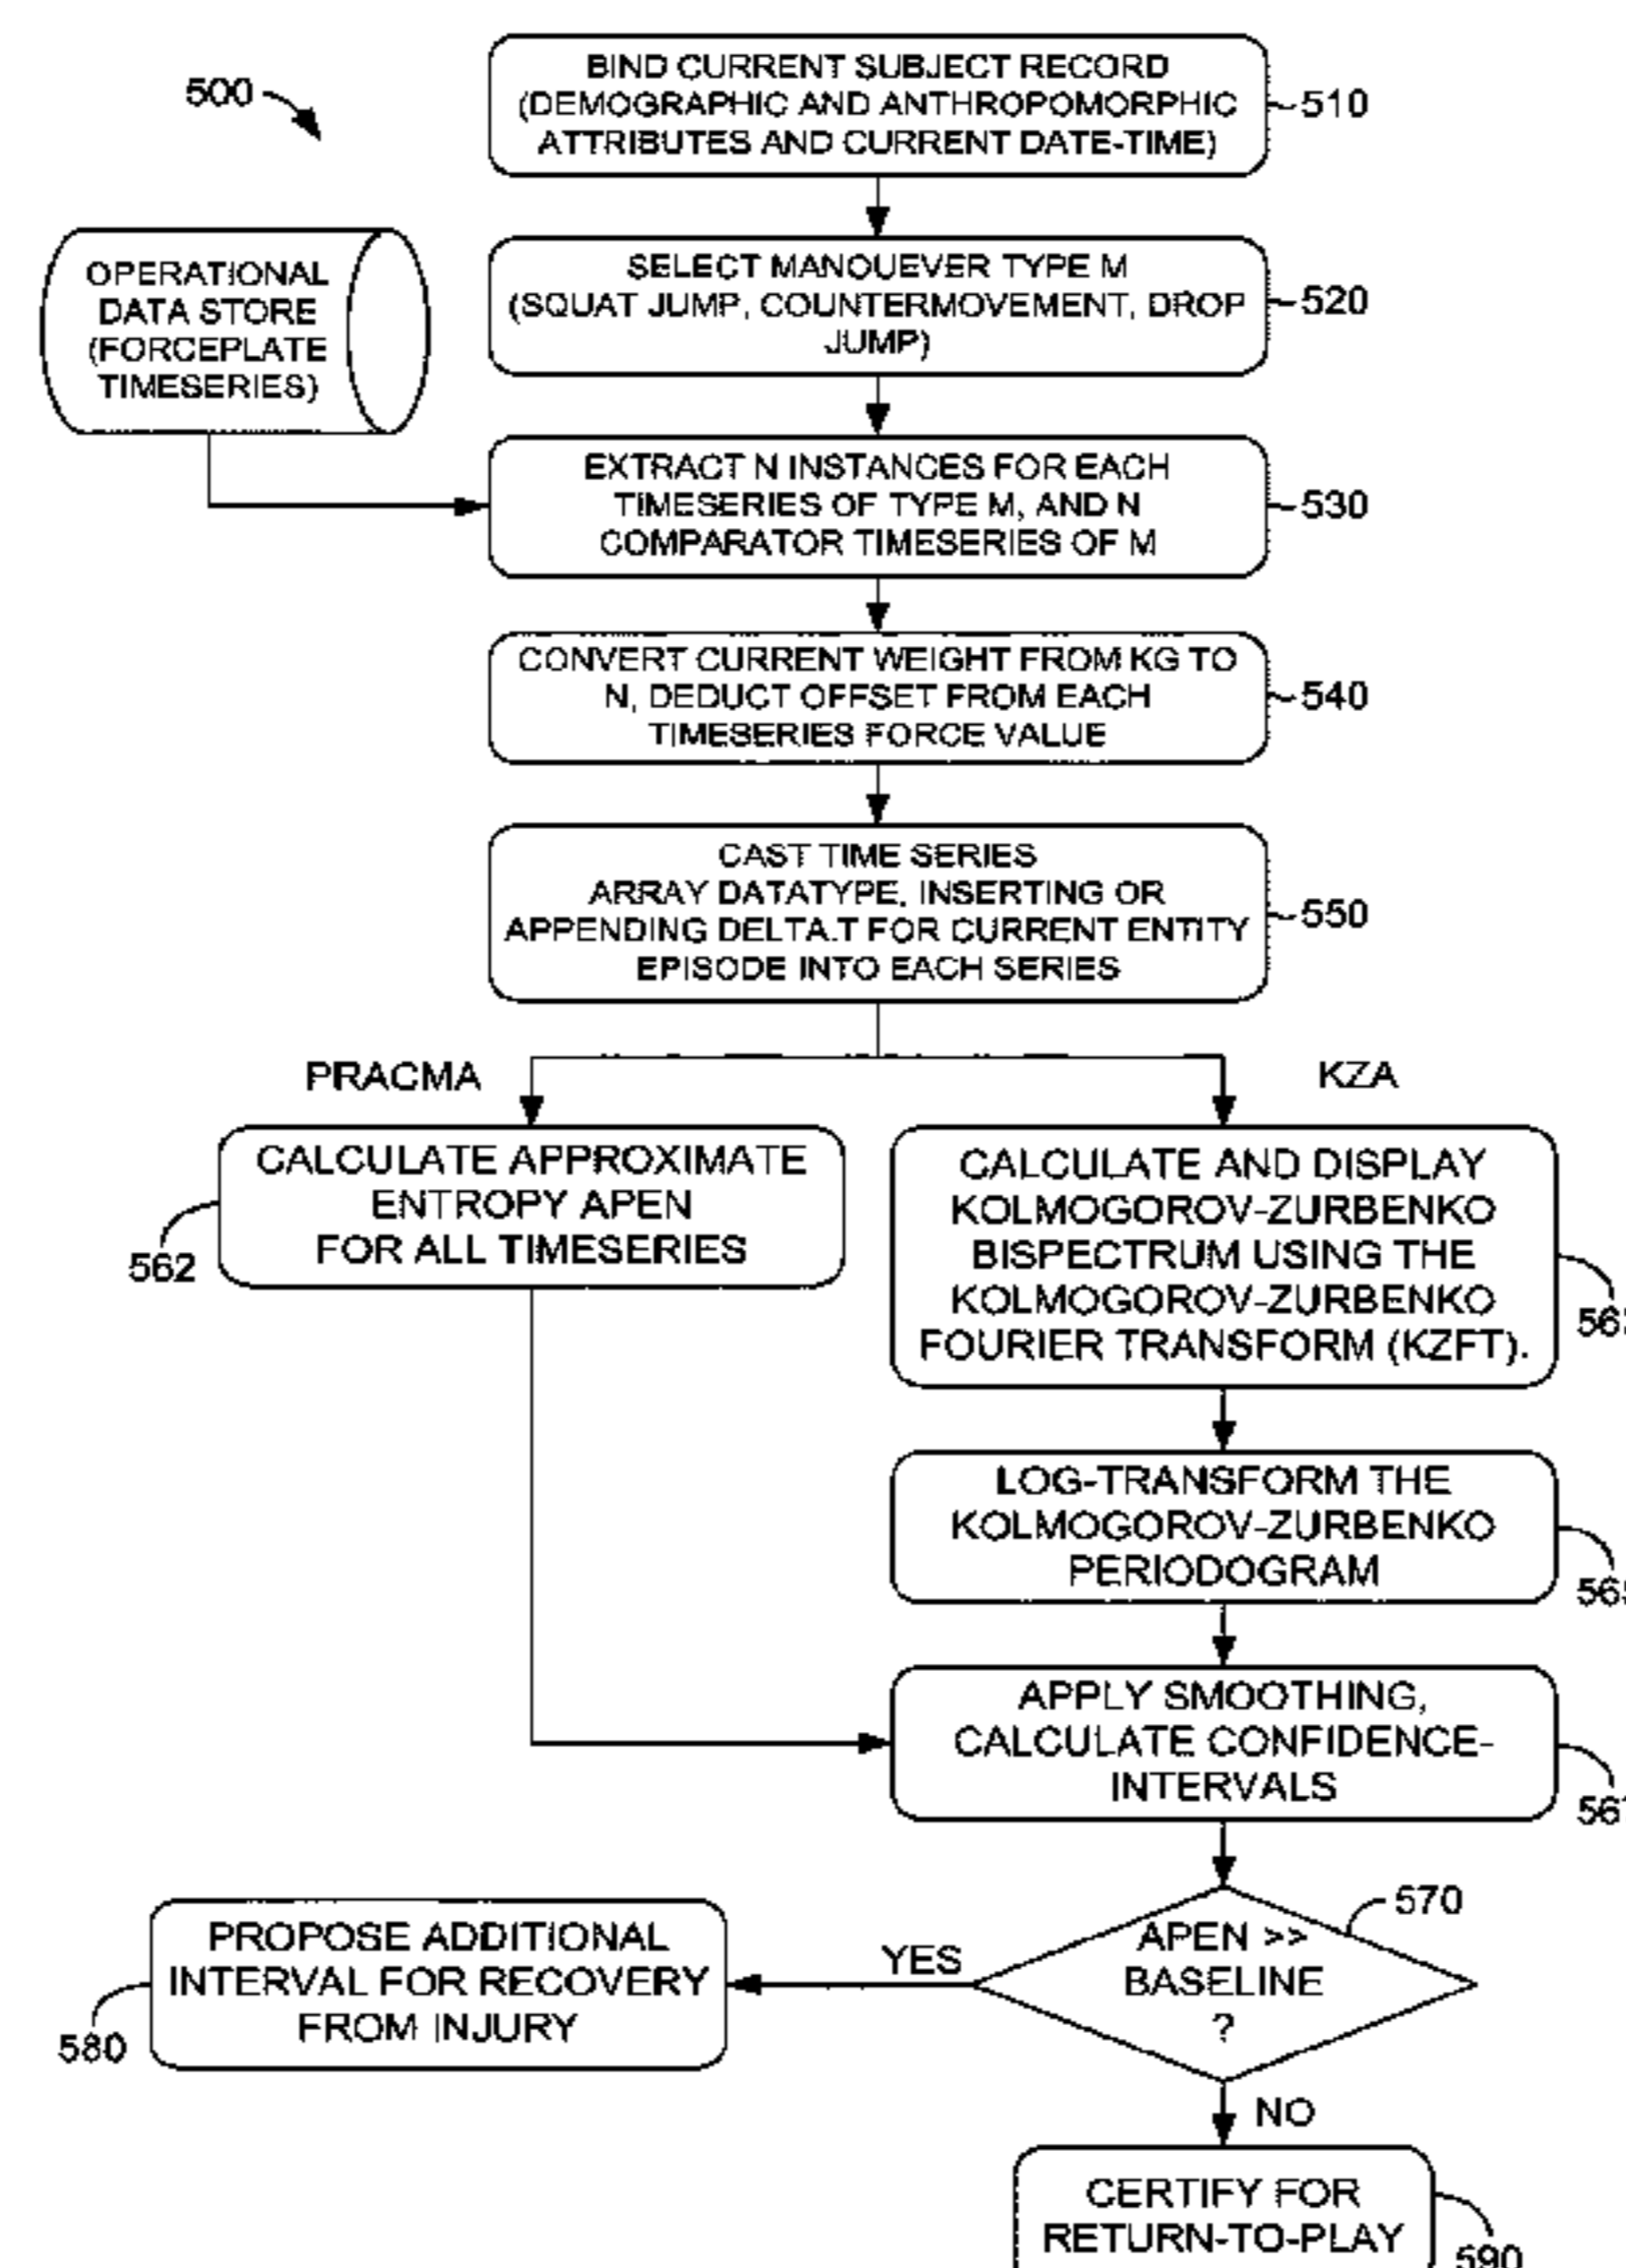 500
BIND CURRENT SUBJECT RECORD
(DEMOGRAPHIC AND ANTHROPOMORPHIC
ATTRIBUTES AND CURRENT DATE-TIME)
510
OPERATIONAL
DATA STORE
(FORCEPLATE
TIMESERIES)
SELECT MANOUEVER TYPE M
(SQUAT JUMP, COUNTERMOVEMENT, DROP
JUMP)
520
EXTRACT N INSTANCES FOR EACH
TIMESERIES OF TYPE M, AND N
COMPARATOR TIMESERIES OF M
530
CONVERT CURRENT WEIGHT FROM KG TO
N, DEDUCT OFFSET FROM EACH
TIMESERIES FORCE VALUE
540
CAST TIME SERIES
ARRAY DATATYPE, INSERTING OR
APPENDING DELTA.T FOR CURRENT ENTITY
EPISODE INTO EACH SERIES
550
PRACMA
KZA
CALCULATE APPROXIMATE
ENTROPY APEN
FOR ALL TIMESERIES
562
CALCULATE AND DISPLAY
KOLMOGOROV-ZURBENKO
BISPECTRUM USING THE
KOLMOGOROV-ZURBENKO
FOURIER TRANSFORM (KZFT).
LOG-TRANSFORM THE
KOLMOGOROV-ZURBENKO
PERIODOGRAM
APPLY SMOOTHING,
CALCULATE CONFIDENCE-
INTERVALS
570
APEN >>
BASELINE
?
YES
PROPOSE ADDITIONAL
INTERVAL FOR RECOVERY
FROM INJURY
580
NO
CERTIFY FOR
RETURN-TO-PLAY
590